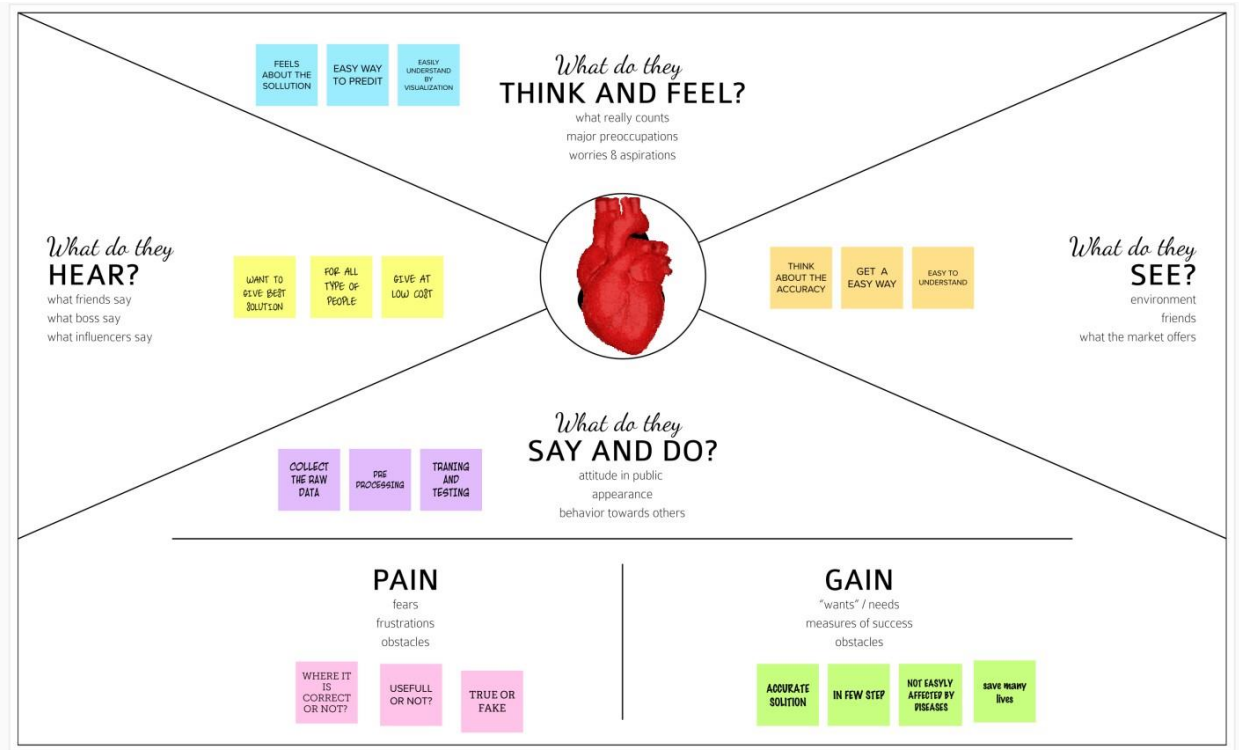 FEELS
ABOUT THE
SOLLUTION
EASY WAY
TO PREDIT
EASILY
UNDERSTAND
BY
VISUALIZATION
What do they
THINK AND FEEL?
what really counts
major preoccupations
worries & aspirations
What do they
HEAR?
what friends say
what boss say
what influencers say
WANT TO
GIVE BEST
SOLUTION
FOR ALL
TYPE OF
PEOPLE
GIVE AT
LOW COST
THINK
ABOUT THE
ACCURACY
GET A
EASY WAY
EASY TO
UNDERSTAND
What do they
SEE?
environment
friends
what the market offers
What do they
SAY AND DO?
attitude in public
appearance
behavior towards others
COLLECT
THE RAW
DATA
PRE
PROCESSING
TRANING
AND
TESTING
PAIN
fears
frustrations
obstacles
WHERE IT
IS
CORRECT
OR NOT?
USEFULL
OR NOT?
TRUE OR
FAKE
GAIN
"wants" / needs
measures of success
obstacles
ACCURATE
SOLITION
IN FEW STEP
NOT EASYLY
AFFECTED BY
DISEASES
save many
lives